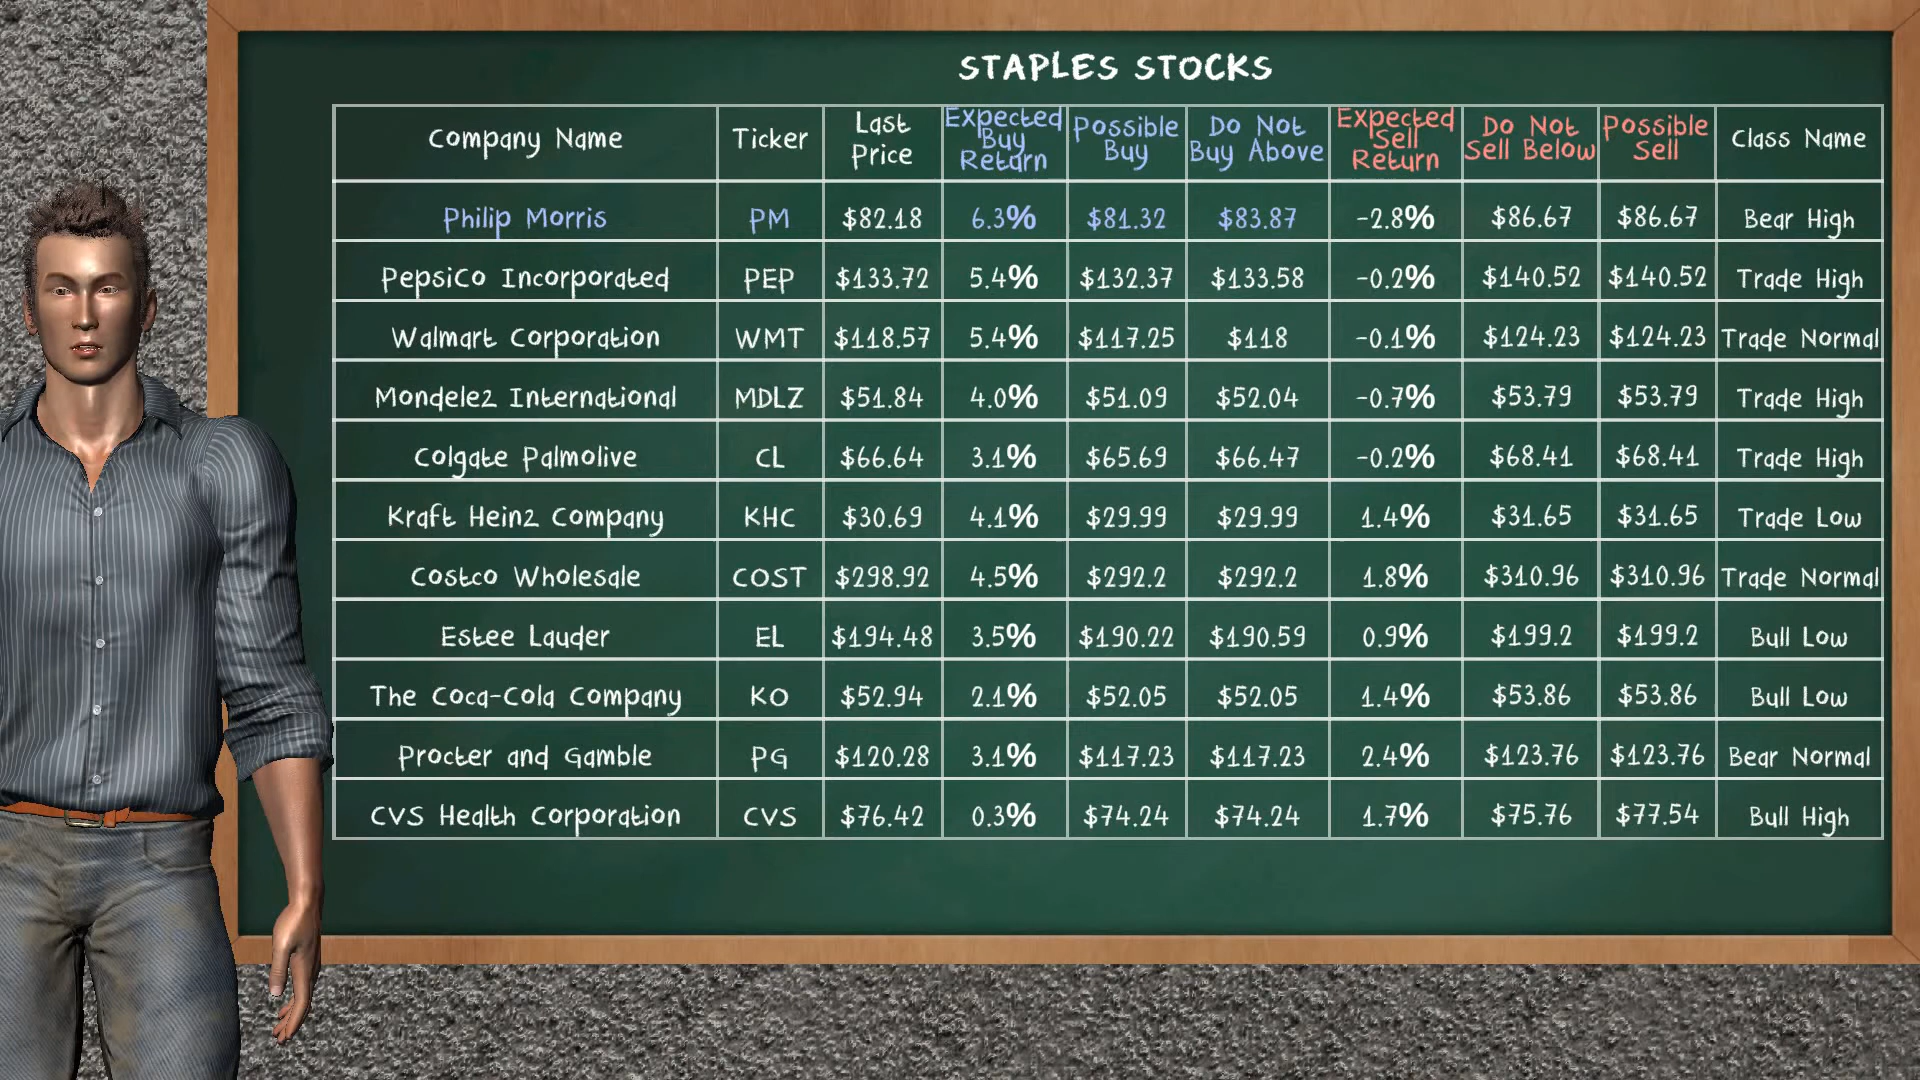 STAPLES STOCKS
Company Name Ticker Last Price Expected Buy Return Possible Buy Do Not Buy Above Expected Sell Return Do Not Sell Below Possible Sell Class Name
Philip Morris PM $82.18 6.3% $81.32 $83.87 -2.8% $86.67 $86.67 Bear High
PepsiCo Incorporated PEP $133.72 5.4% $132.37 $133.58 -0.2% $140.52 $140.52 Trade High
Walmart Corporation WMT $118.57 5.4% $117.25 $118 -0.1% $124.23 $124.23 Trade Normal
Mondelez International MDLZ $51.84 4.0% $51.09 $52.04 -0.7% $53.79 $53.79 Trade High
Colgate Palmolive CL $66.64 3.1% $65.69 $66.47 -0.2% $68.41 $68.41 Trade High
Kraft Heinz Company KHC $30.69 4.1% $29.99 $29.99 1.4% $31.65 $31.65 Trade Low
Costco Wholesale COST $298.92 4.5% $292.2 $292.2 1.8% $310.96 $310.96 Trade Normal
Estee Lauder EL $194.48 3.5% $190.22 $190.59 0.9% $199.2 $199.2 Bull Low
The Coca-Cola Company KO $52.94 2.1% $52.05 $52.05 1.4% $53.86 $53.86 Bull Low
Procter and Gamble PG $120.28 3.1% $117.23 $117.23 2.4% $123.76 $123.76 Bear Normal
CVS Health Corporation CVS $76.42 0.3% $74.24 $74.24 1.7% $75.76 $77.54 Bull High